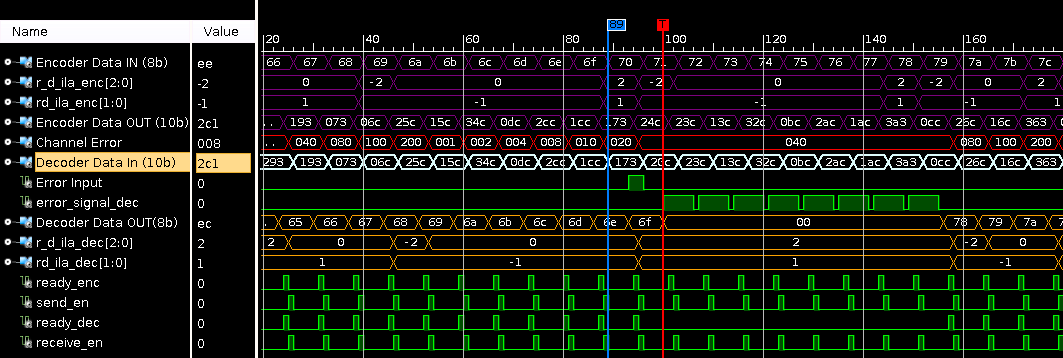 Name Value 89 T
20 40 60 80 100 120 140 160
Encoder Data IN (8b) ee 66 67 68 69 6a 6b 6c 6d 6e 6f 70 71 72 73 74 75 76 77 78 79 7a 7b 7c
r_d_ila_enc[2:0] -2 0 -2 0 2 -2 0 2 -2 0 2
rd_ila_enc[1:0] -1 1 -1 1 -1 1 -1 1
Encoder Data OUT (10b) 2c1 .. 193 073 06c 25c 15c 34c 0dc 2cc 1cc 173 24c 23c 13c 32c 0bc 2ac 1ac 3a3 0cc 26c 16c 363
Channel Error 008 .. 040 080 100 200 001 002 004 008 010 020 040 080 100 200
Decoder Data In (10b) 2c1 293 193 073 06c 25c 15c 34c 0dc 2cc 1cc 173 20c 23c 13c 32c 0bc 2ac 1ac 3a3 0cc 26c 16c 363
Error Input 0
error_signal_dec 0
Decoder Data OUT(8b) ec . 65 66 67 68 69 6a 6b 6c 6d 6e 6f 00 78 79 7a
r_d_ila_dec[2:0] 2 2 0 -2 0 2 -2 0
rd_ila_dec[1:0] 1 1 -1 1 -1
ready_enc 0
send_en 0
ready_dec 0
receive_en 0